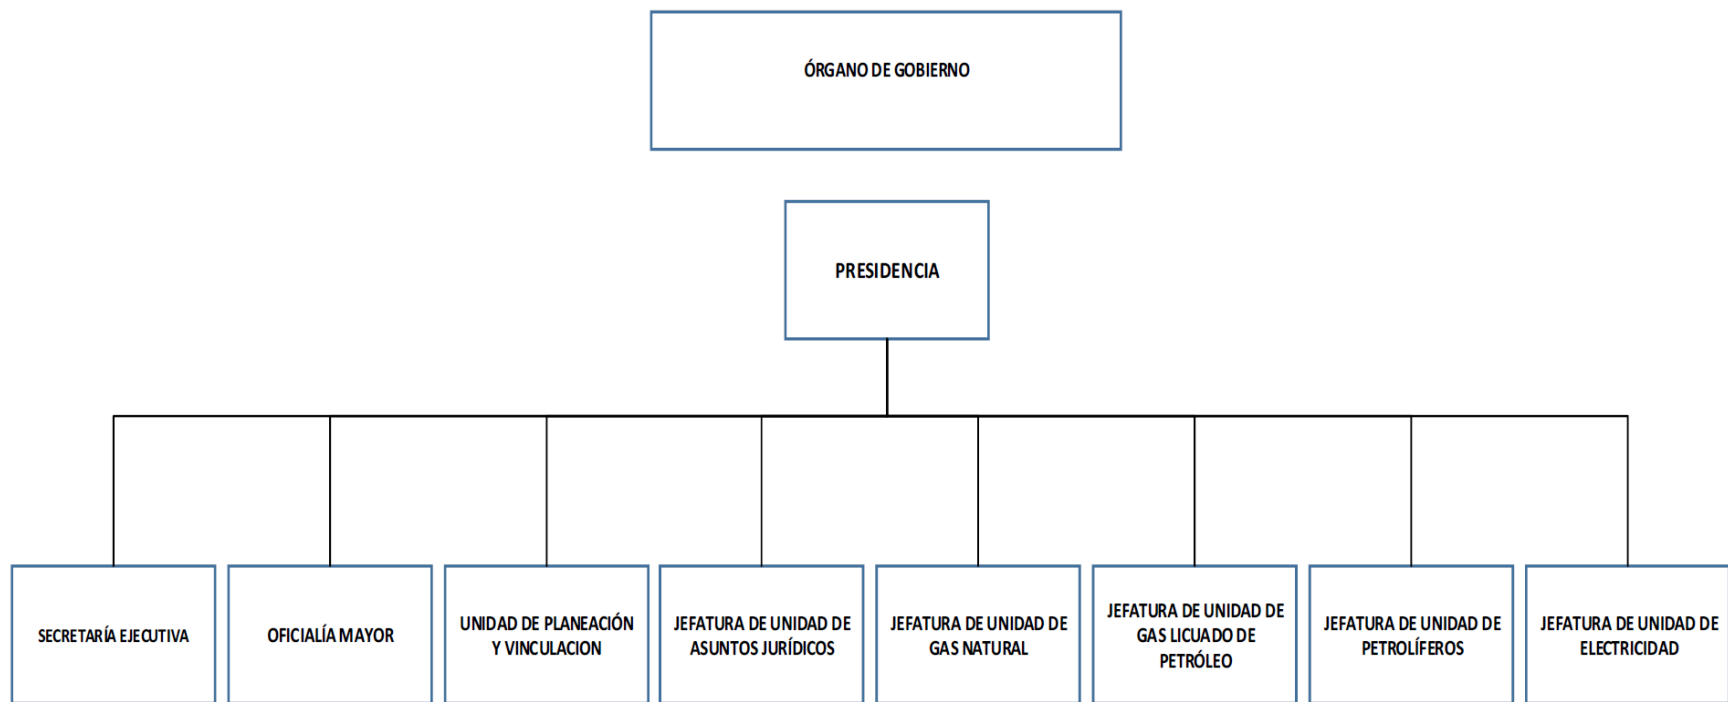 ÓRGANO DE GOBIERNO
PRESIDENCIA
SECRETARÍA EJECUTIVA
OFICIALÍA MAYOR
UNIDAD DE PLANEACIÓN
Y VINCULACION
JEFATURA DE UNIDAD DE
ASUNTOS JURÍDICOS
JEFATURA DE UNIDAD DE
GAS NATURAL
JEFATURA DE UNIDAD DE
GAS LICUADO DE
PETRÓLEO
JEFATURA DE UNIDAD DE
PETROLÍFEROS
JEFATURA DE UNIDAD DE
ELECTRICIDAD